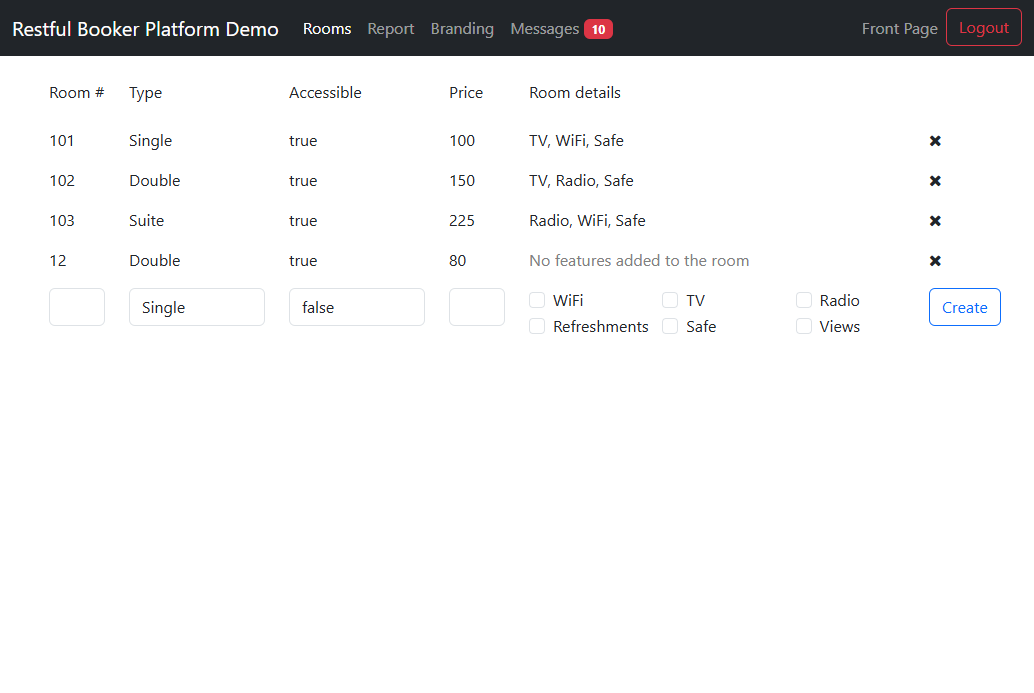 Restful Booker Platform Demo Rooms Report Branding Messages 10 Front Page Logout
Room # Type Accessible Price Room details
101 Single true 100 TV, WiFi, Safe
102 Double true 150 TV, Radio, Safe
103 Suite true 225 Radio, WiFi, Safe
12 Double true 80 No features added to the room
Single false WiFi TV Radio Create
Refreshments Safe Views